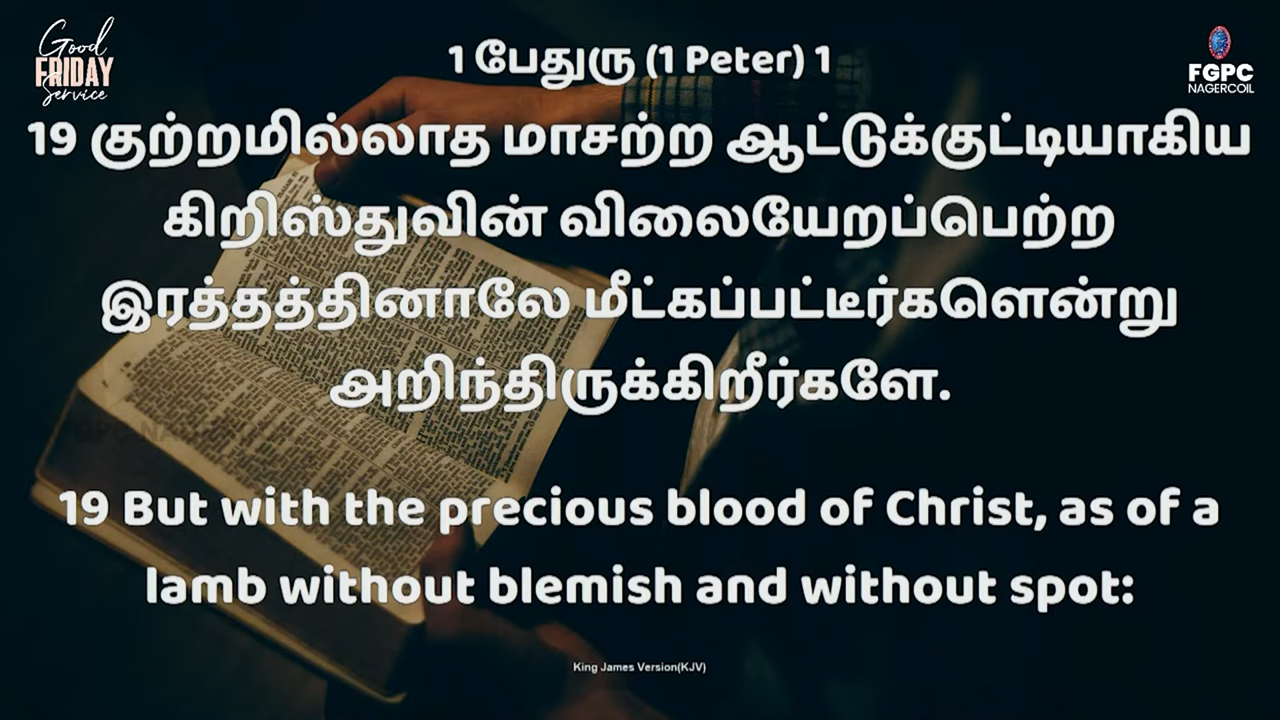 Good
FRIDAY
Service
FGPC
NAGERCOIL
1 பேதுரு (1 Peter) 1
19 குற்றமில்லாத மாசற்ற ஆட்டுக்குட்டியாகிய
கிறிஸ்துவின் விலையேறப்பெற்ற
இரத்தத்தினாலே மீட்கப்பட்டீர்களென்று
அறிந்திருக்கிறீர்களே.
19 But with the precious blood of Christ, as of a
lamb without blemish and without spot:
King James Version(KJV)